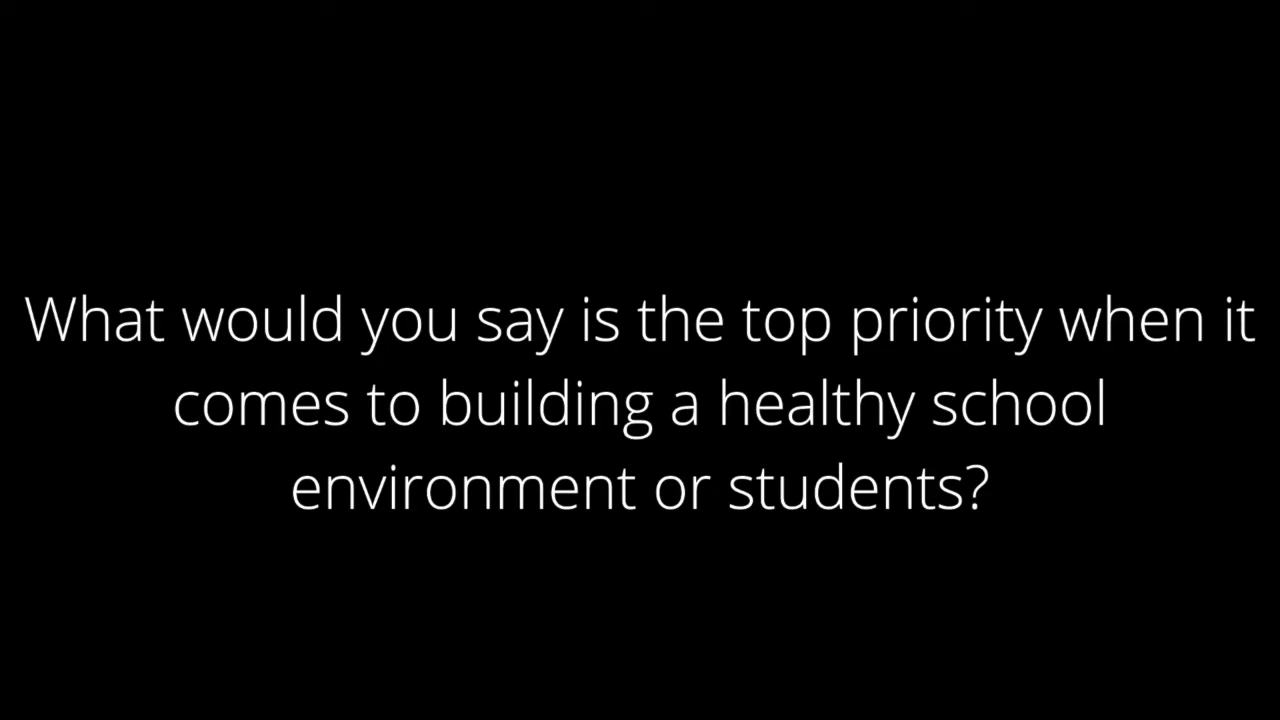 What would you say is the top priority when it
comes to building a healthy school
environment or students?